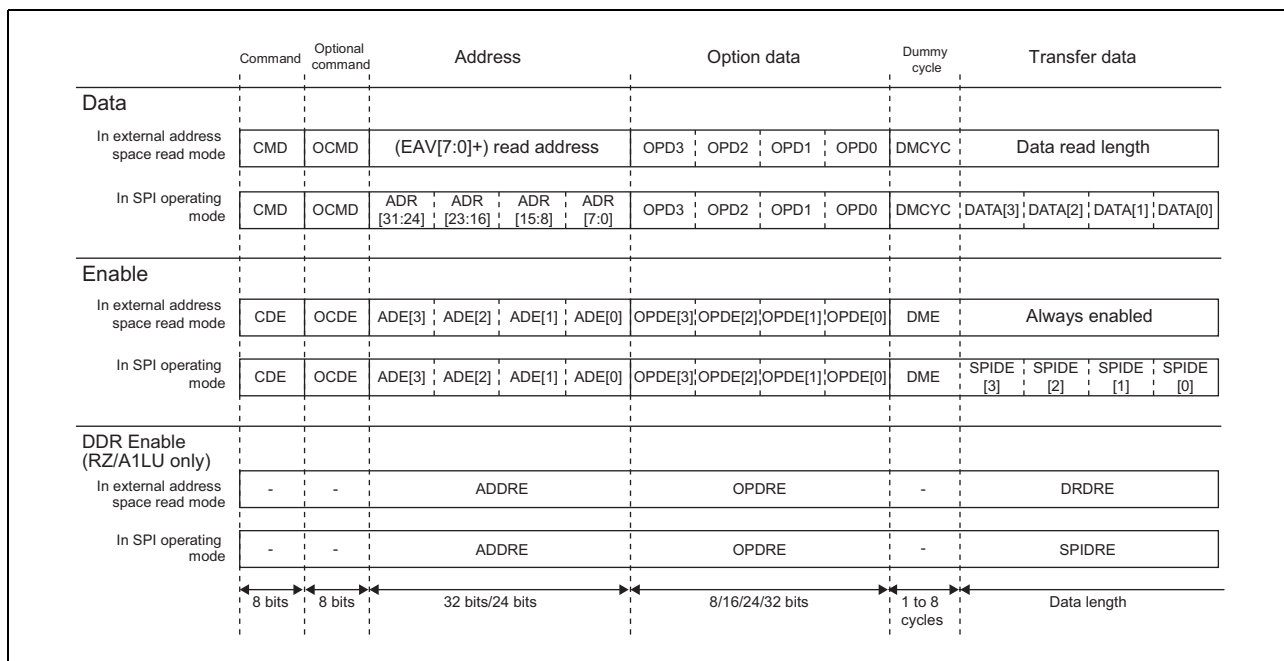 Command Optional command Address Option data Dummy cycle Transfer data
Data
In external address space read mode CMD OCMD (EAV[7:0]+) read address OPD3 OPD2 OPD1 OPD0 DMCYC Data read length
In SPI operating mode CMD OCMD ADR [31:24] ADR [23:16] ADR [15:8] ADR [7:0] OPD3 OPD2 OPD1 OPD0 DMCYC DATA[3] DATA[2] DATA[1] DATA[0]
Enable
In external address space read mode CDE OCDE ADE[3] ADE[2] ADE[1] ADE[0] OPDE[3] OPDE[2] OPDE[1] OPDE[0] DME Always enabled
In SPI operating mode CDE OCDE ADE[3] ADE[2] ADE[1] ADE[0] OPDE[3] OPDE[2] OPDE[1] OPDE[0] DME SPIDE [3] SPIDE [2] SPIDE [1] SPIDE [0]
DDR Enable
(RZ/A1LU only)
In external address space read mode - - ADDRE OPDRE - DRDRE
In SPI operating mode - - ADDRE OPDRE - SPIDRE
8 bits 8 bits 32 bits/24 bits 8/16/24/32 bits 1 to 8 cycles Data length